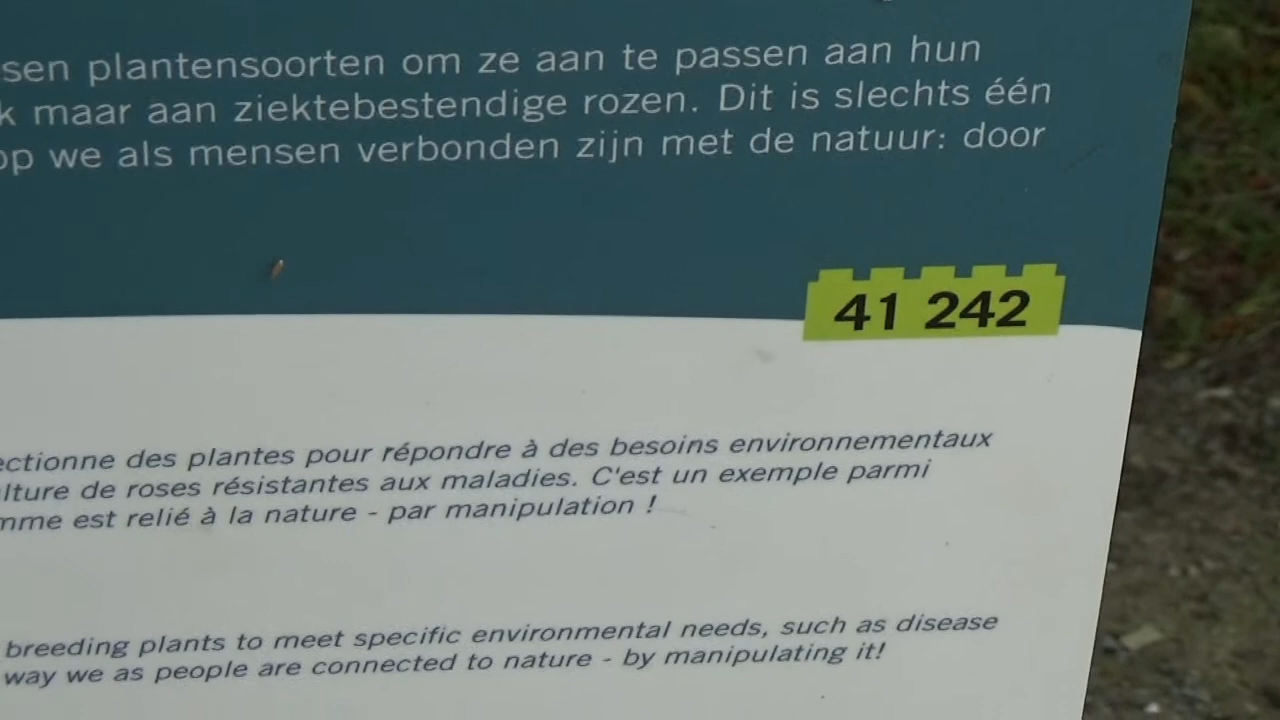 sen plantensoorten om ze aan te passen aan hun
k maar aan ziektebestendige rozen. Dit is slechts één
op we als mensen verbonden zijn met de natuur: door
41 242
ectionne des plantes pour répondre à des besoins environnementaux
lture de roses résistantes aux maladies. C'est un exemple parmi
mme est relié à la nature - par manipulation !
breeding plants to meet specific environmental needs, such as disease
way we as people are connected to nature - by manipulating it!